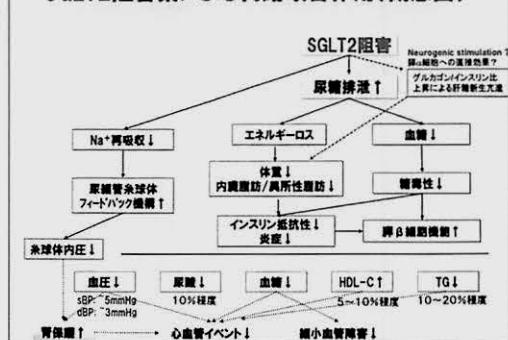 SGLT2阻害
Neurogenic stimulation ?
膵α細胞への直接効果?
グルカゴン/インスリン比
上昇による肝糖新生亢進
尿糖排泄↑
Na⁺再吸収↓
エネルギーロス
血糖↓
尿細管糸球体
フィードバック機構↑
体重↓
内臓脂肪/異所性脂肪↓
糖毒性↓
インスリン抵抗性↓
炎症↓
膵β細胞機能↑
糸球体内圧↓
血圧↓
尿酸↓
血糖↓
HDL-C↑
TG↓
sBP: ~5mmHg
dBP: ~3mmHg
10%程度
5~10%程度
10~20%程度
腎保護↑
心血管イベント↓
細小血管障害↓